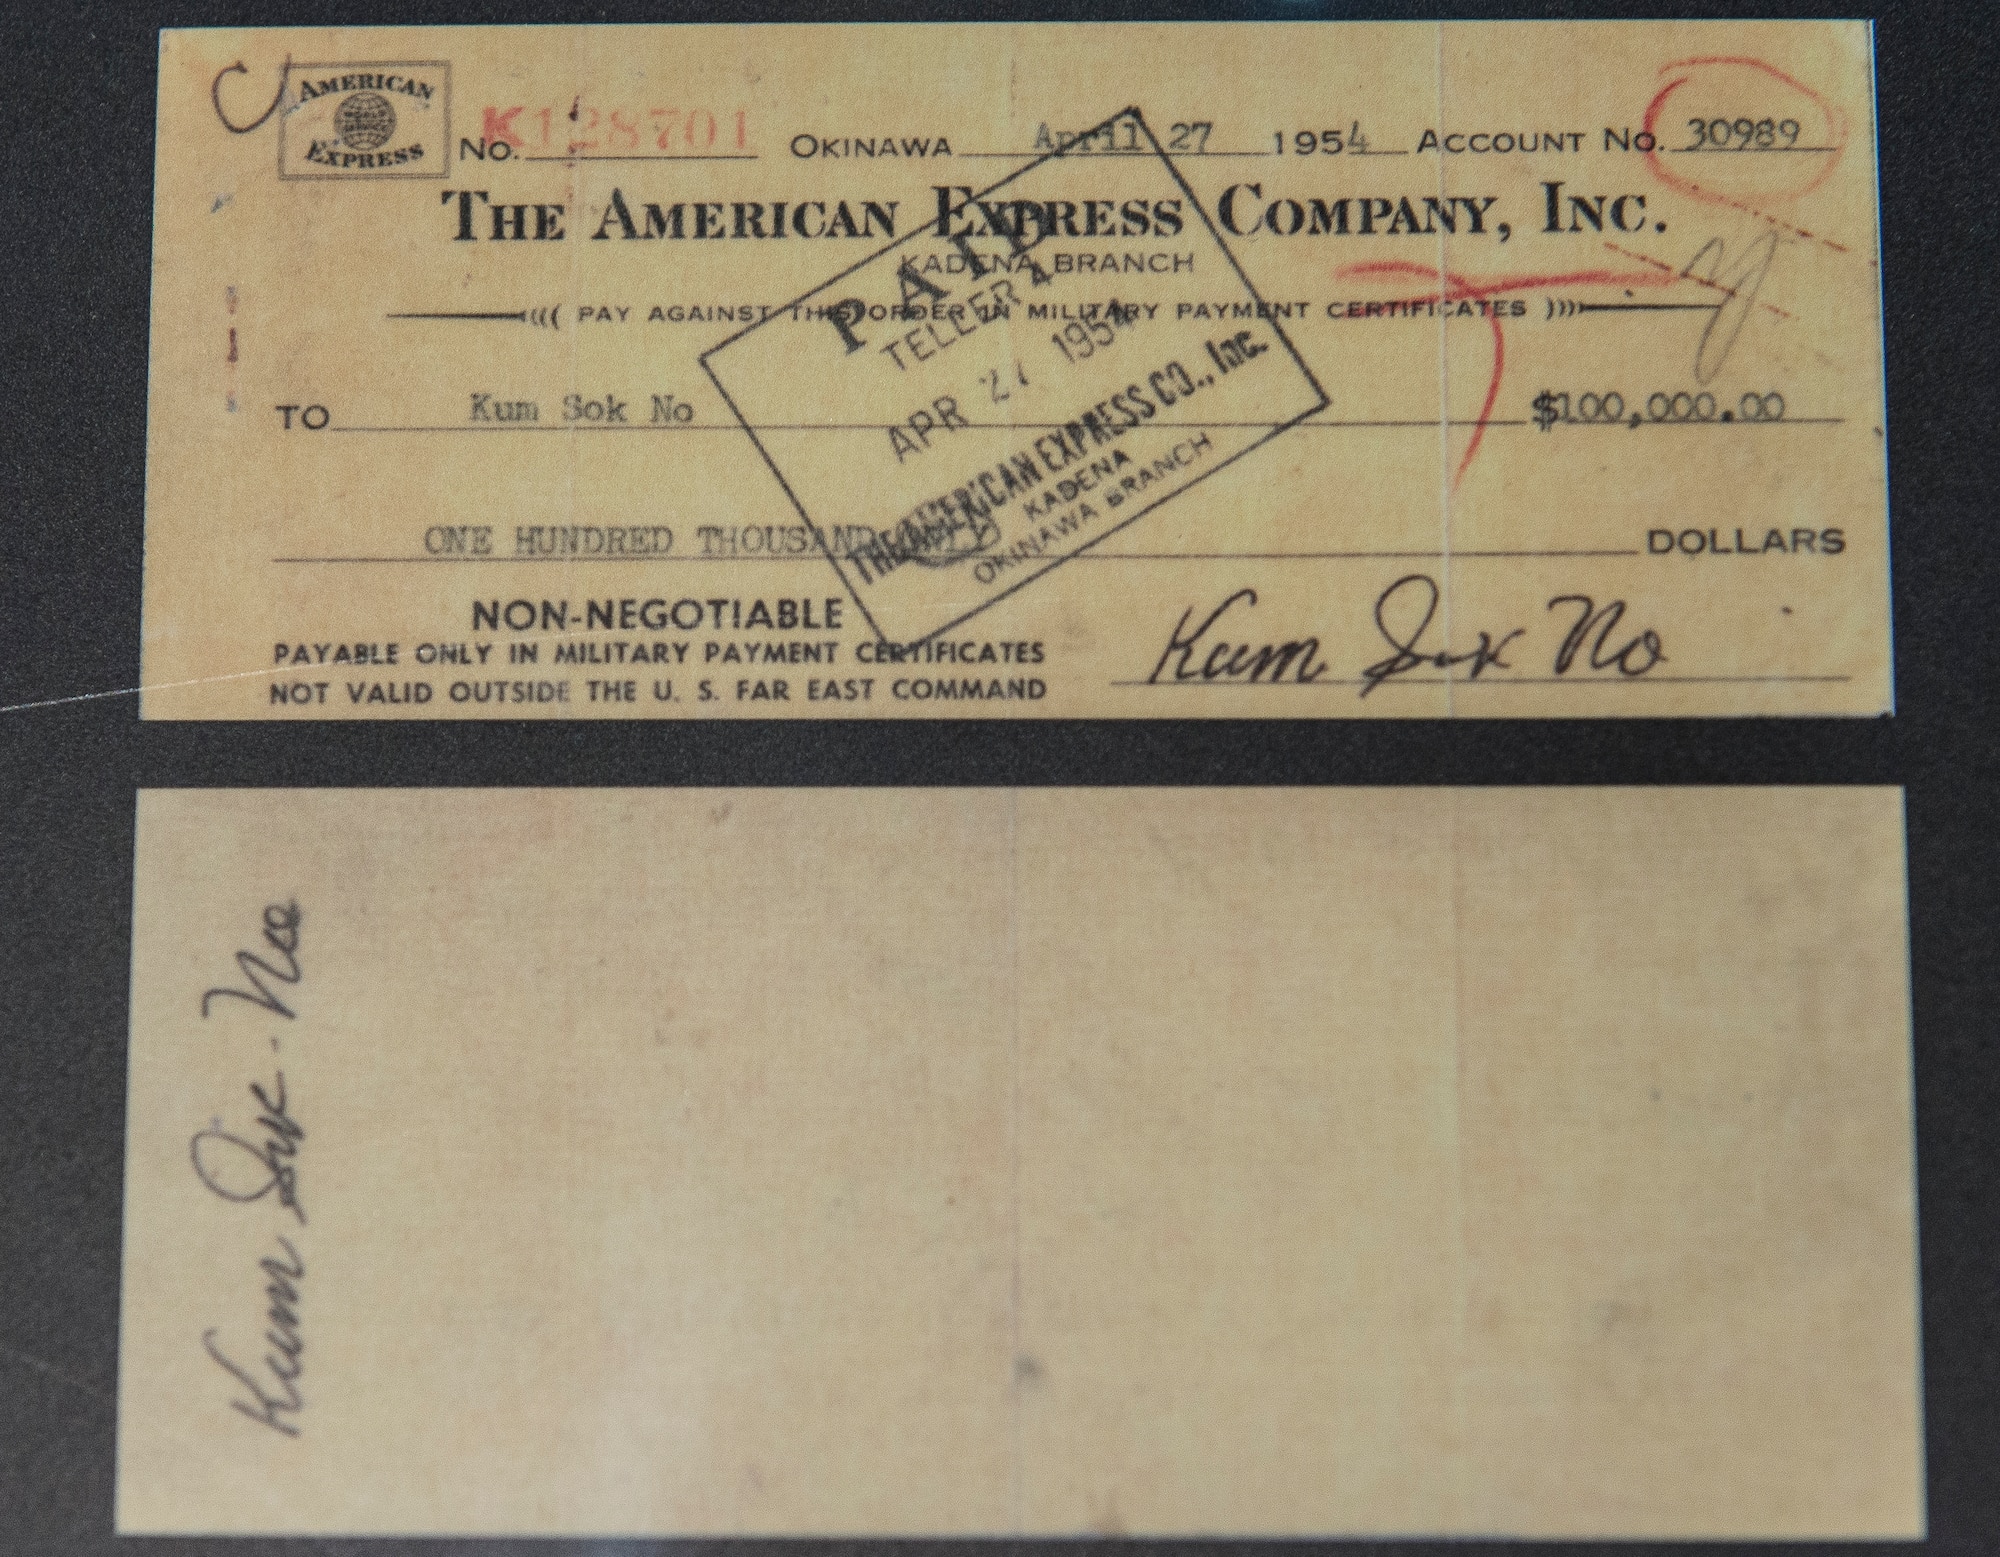 AMERICAN
EXPRESS
No. K128701 OKINAWA April 27 1954 ACCOUNT No. 30989
THE AMERICAN EXPRESS COMPANY, INC.
KADENA BRANCH
((( PAY AGAINST THIS ORDER IN MILITARY PAYMENT CERTIFICATES ))))
TO Kum Sok No $100,000.00
ONE HUNDRED THOUSAND DOLLARS
NON-NEGOTIABLE
PAYABLE ONLY IN MILITARY PAYMENT CERTIFICATES
NOT VALID OUTSIDE THE U. S. FAR EAST COMMAND
Kum Sok No
PAID
TELLER 4
APR 27 1954
THE AMERICAN EXPRESS CO., Inc.
KADENA
OKINAWA BRANCH
Kum Sok No